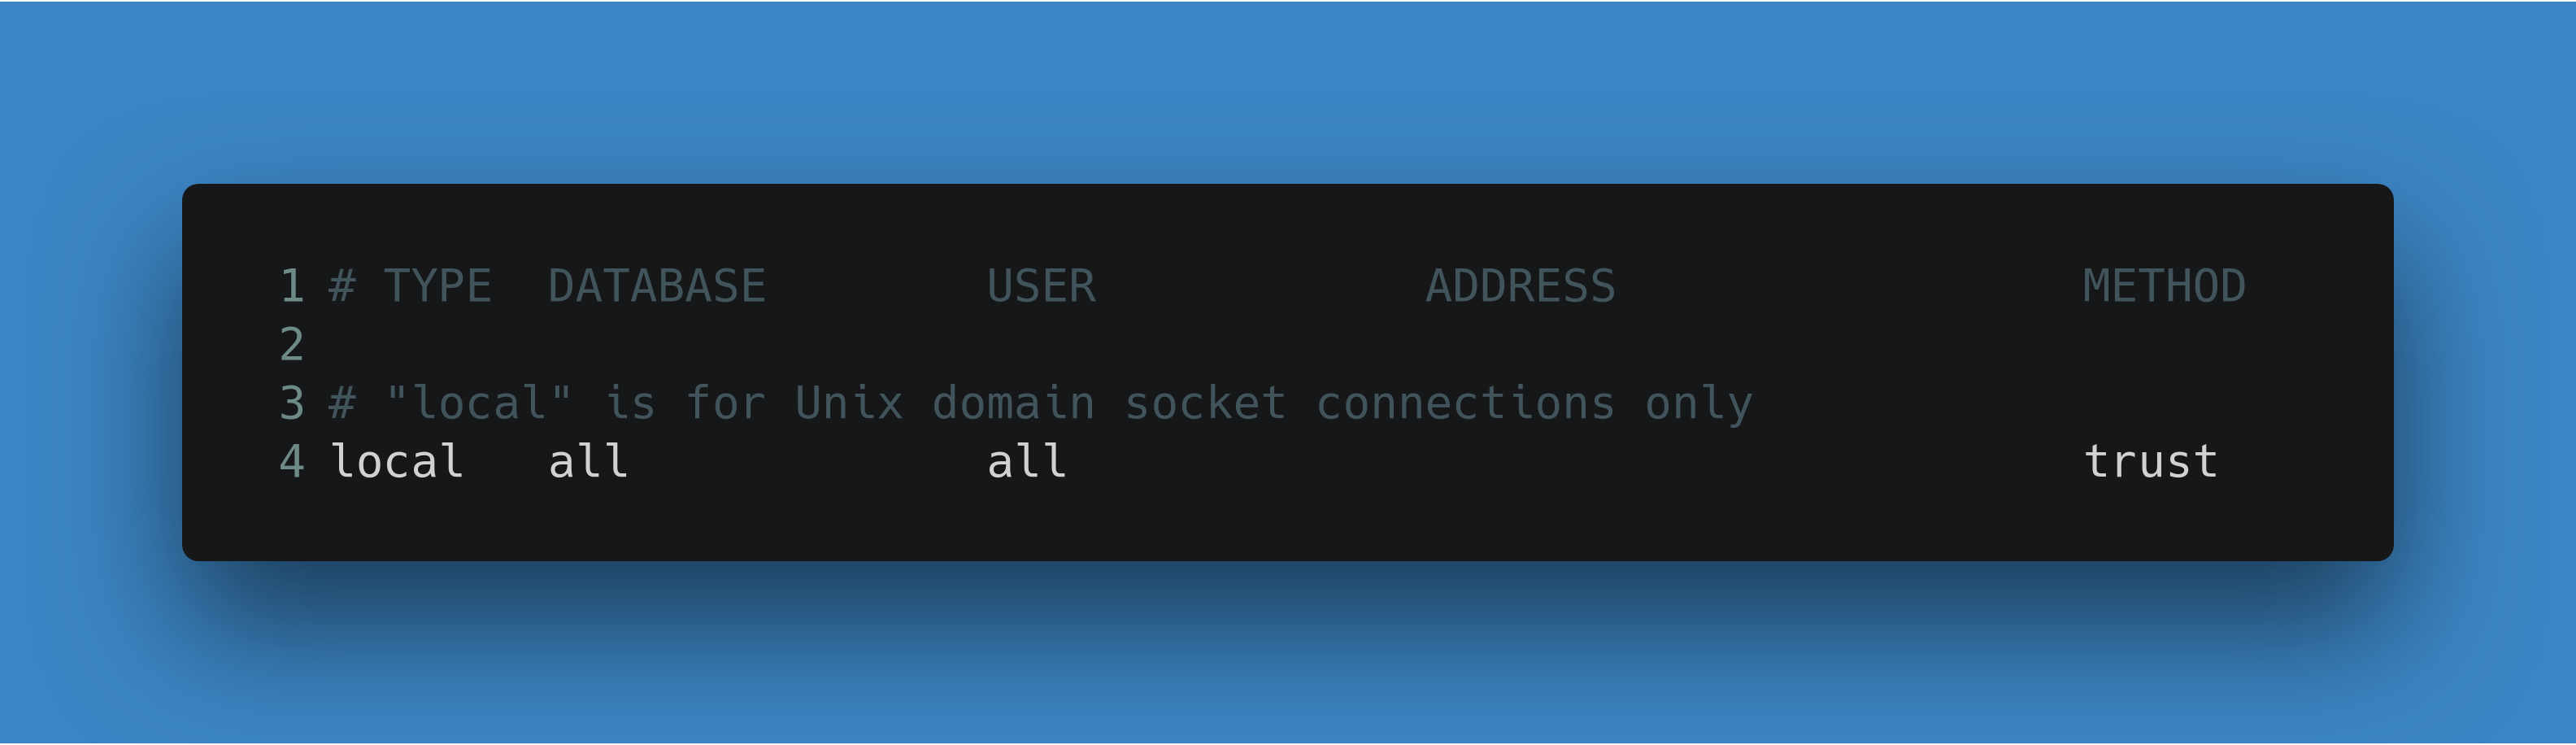 1 # TYPE  DATABASE        USER            ADDRESS                 METHOD
2
3 # "local" is for Unix domain socket connections only
4 local   all             all                                     trust